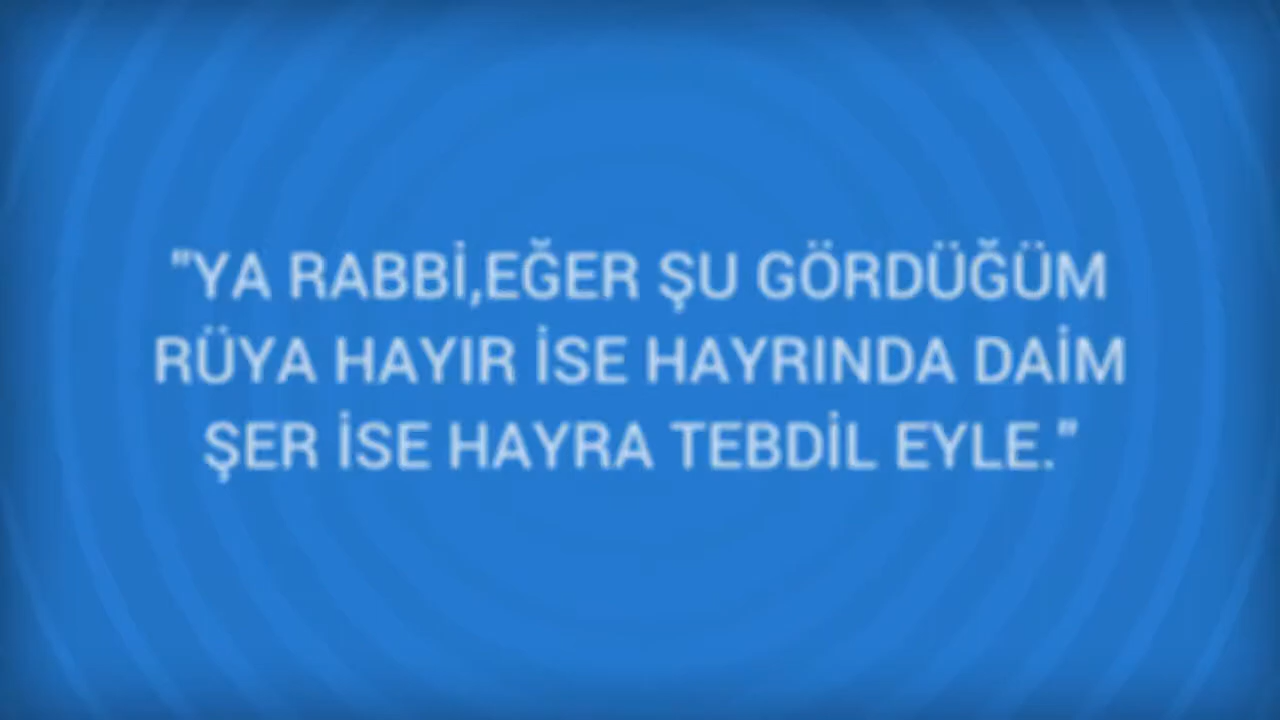 "YA RABBİ,EĞER ŞU GÖRDÜĞÜM
RÜYA HAYIR İSE HAYRINDA DAİM
ŞER İSE HAYRA TEBDİL EYLE."